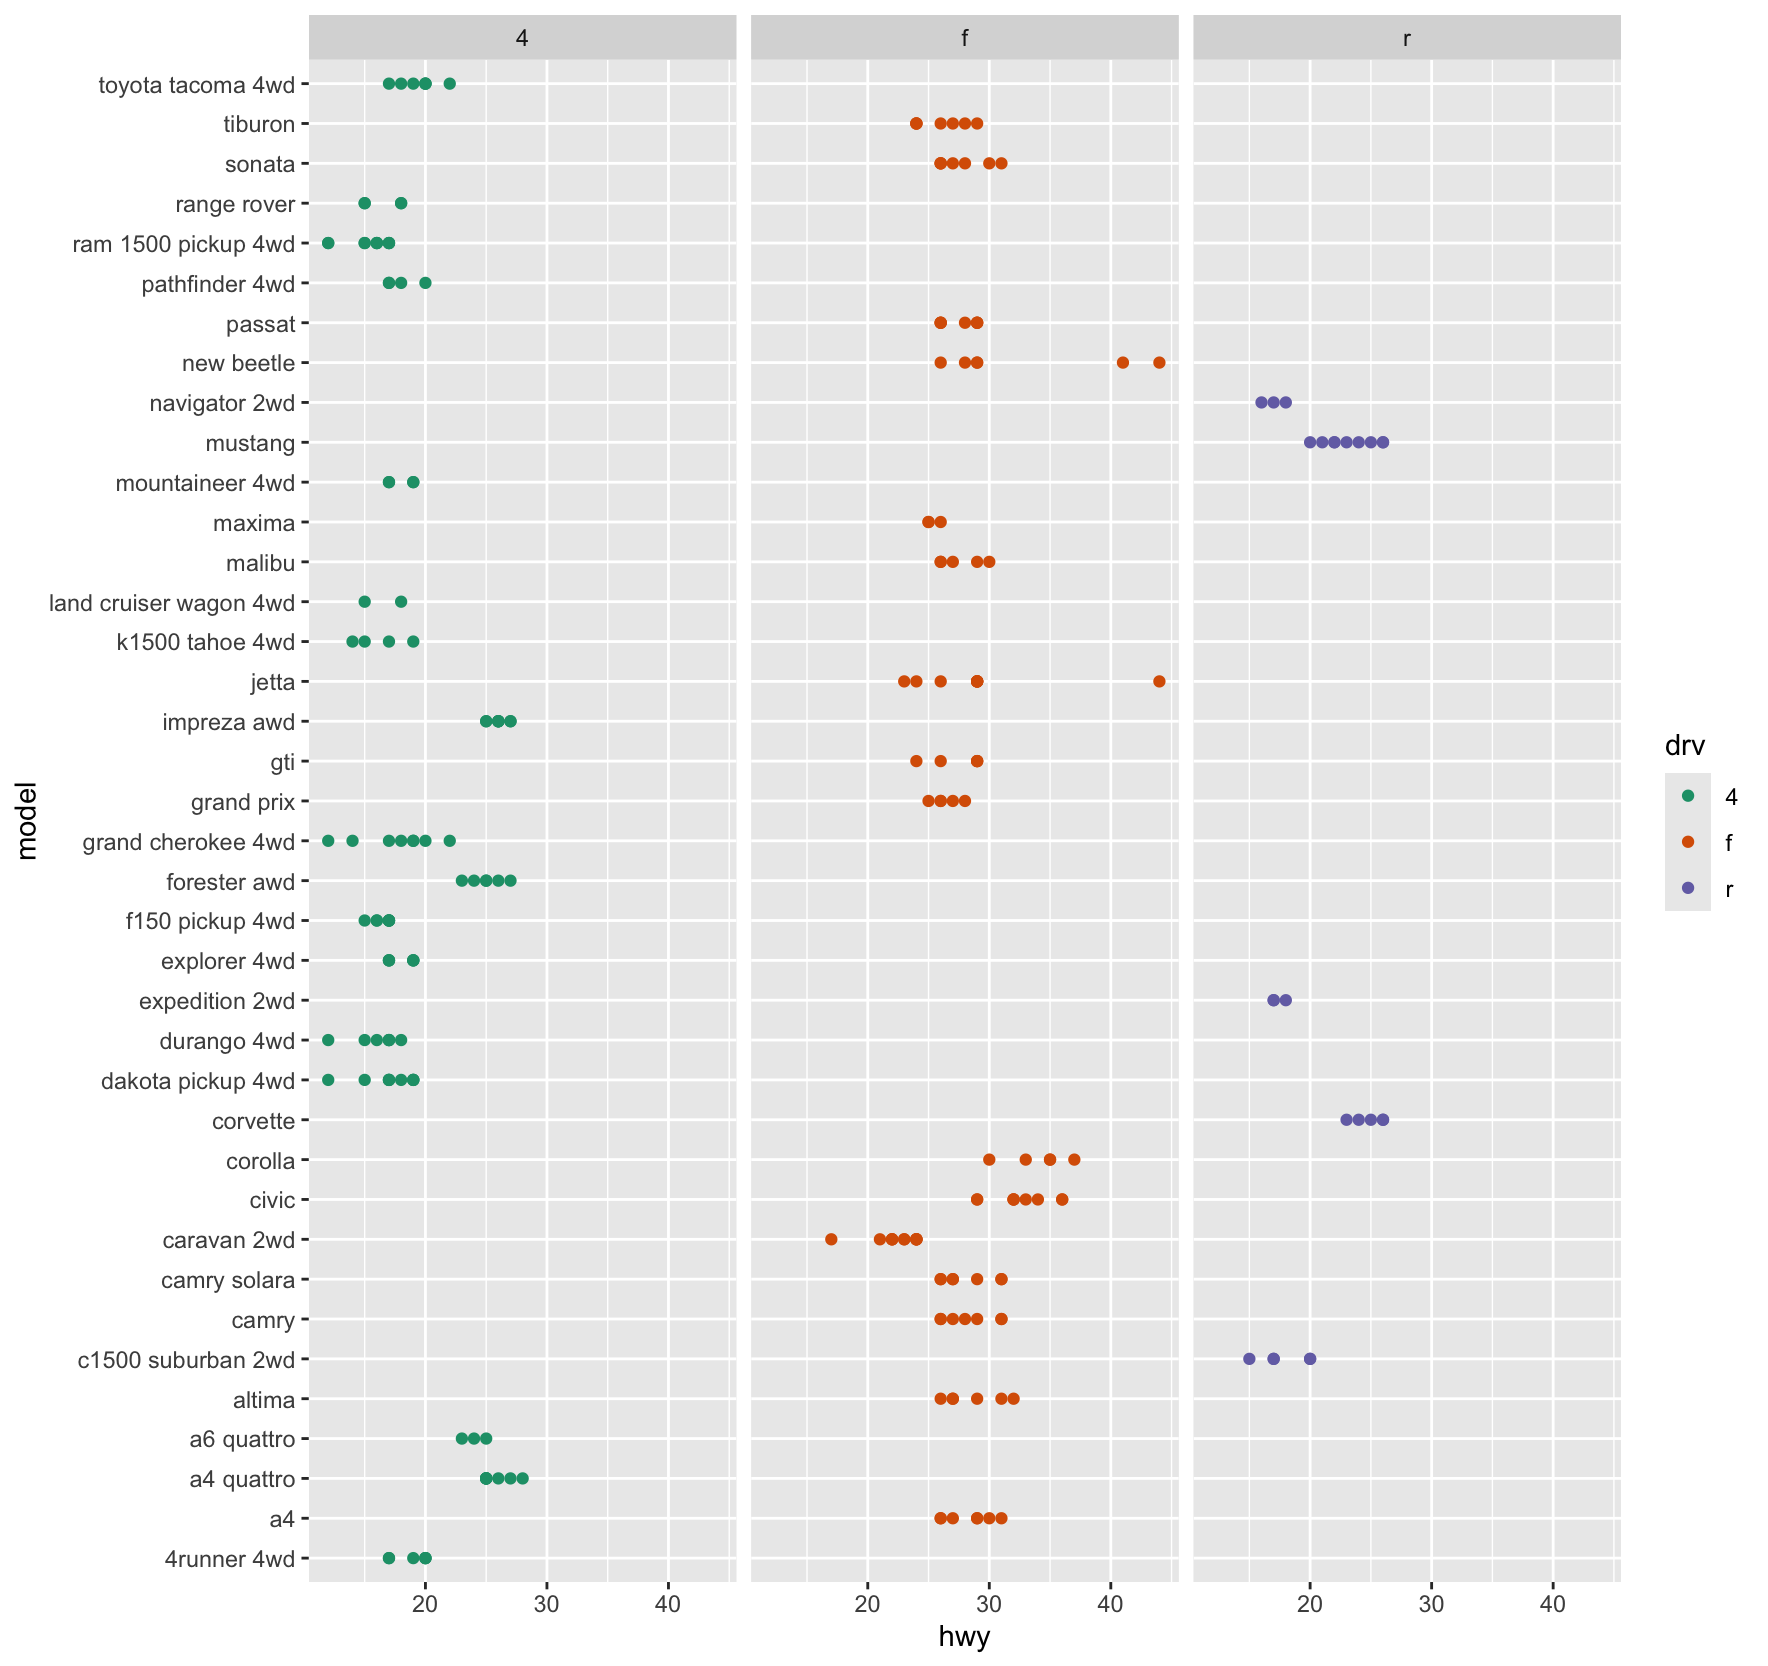 4 f r
toyota tacoma 4wd
tiburon
sonata
range rover
ram 1500 pickup 4wd
pathfinder 4wd
passat
new beetle
navigator 2wd
mustang
mountaineer 4wd
maxima
malibu
land cruiser wagon 4wd
k1500 tahoe 4wd
jetta
impreza awd
gti
grand prix
grand cherokee 4wd
forester awd
f150 pickup 4wd
explorer 4wd
expedition 2wd
durango 4wd
dakota pickup 4wd
corvette
corolla
civic
caravan 2wd
camry solara
camry
c1500 suburban 2wd
altima
a6 quattro
a4 quattro
a4
4runner 4wd
model
20 30 40 20 30 40 20 30 40
hwy
drv
4
f
r